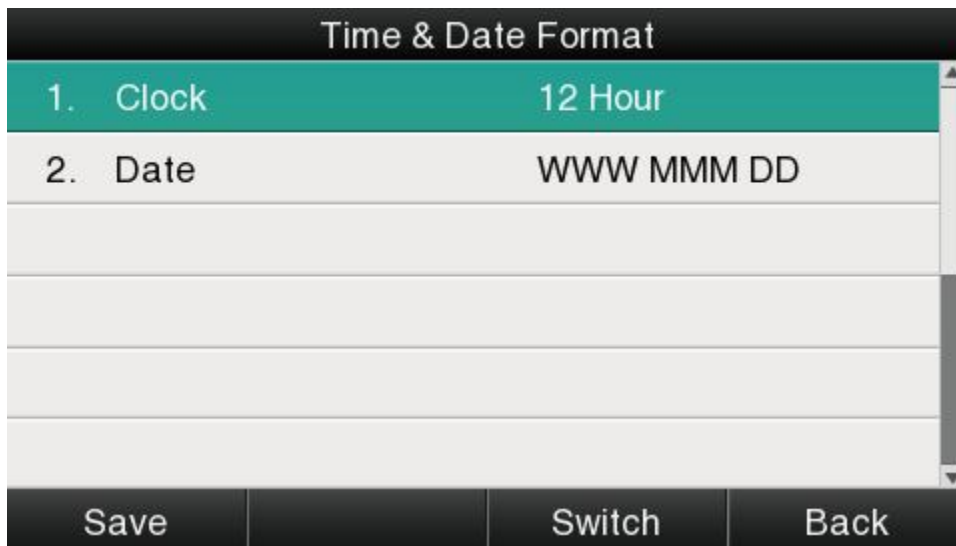 Time & Date Format
1. Clock 12 Hour
2. Date WWW MMM DD
Save Switch Back